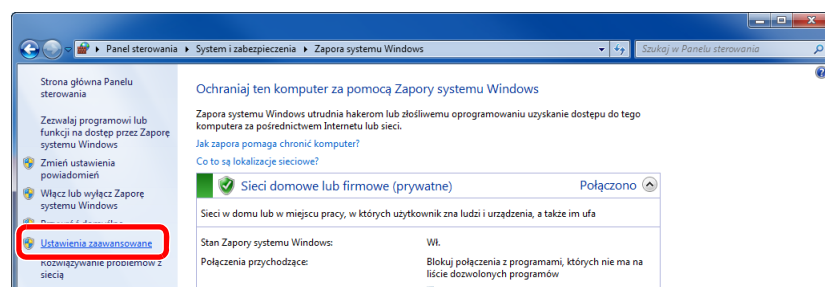 Panel sterowania ▸ System i zabezpieczenia ▸ Zapora systemu Windows
Szukaj w Panelu sterowania
Strona główna Panelu
sterowania
Zezwalaj programowi lub
funkcji na dostęp przez Zaporę
systemu Windows
Zmień ustawienia
powiadomień
Włącz lub wyłącz Zaporę
systemu Windows
Ustawienia zaawansowane
Rozwiązywanie problemów z
siecią
Ochraniaj ten komputer za pomocą Zapory systemu Windows
Zapora systemu Windows utrudnia hakerom lub złośliwemu oprogramowaniu uzyskanie dostępu do tego
komputera za pośrednictwem Internetu lub sieci.
Jak zapora pomaga chronić komputer?
Co to są lokalizacje sieciowe?
Sieci domowe lub firmowe (prywatne) Połączono
Sieci w domu lub w miejscu pracy, w których użytkownik zna ludzi i urządzenia, a także im ufa
Stan Zapory systemu Windows: Wł.
Połączenia przychodzące: Blokuj połączenia z programami, których nie ma na
liście dozwolonych programów